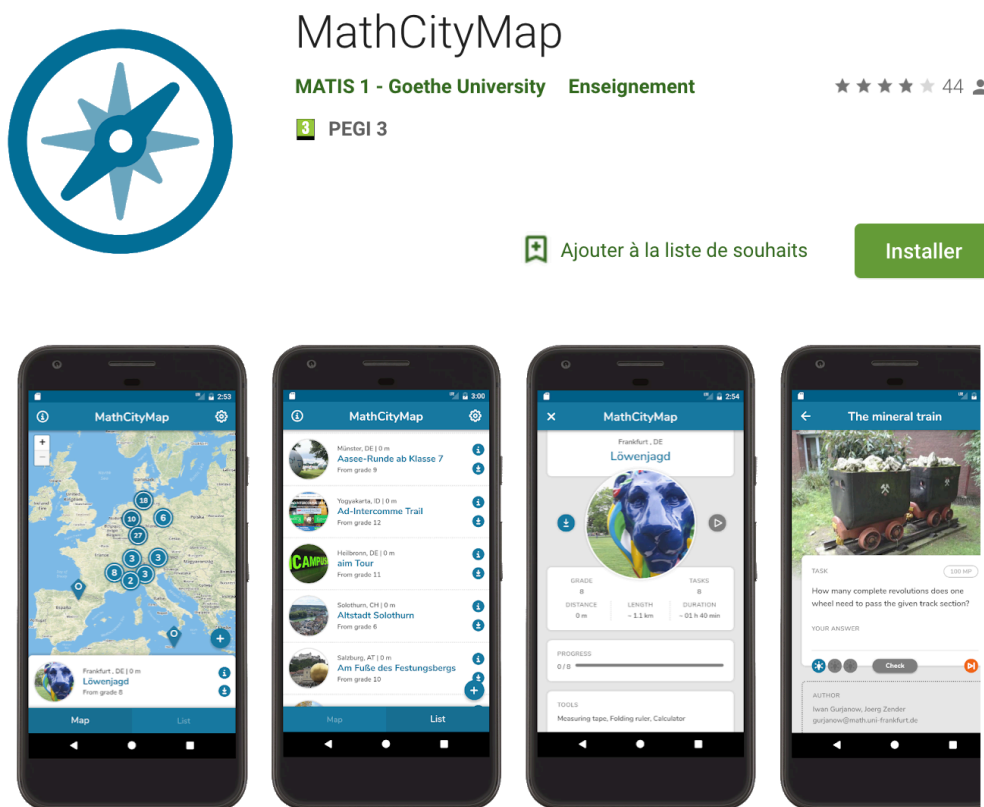 MathCityMap
MATIS 1 - Goethe University Enseignement
44
3 PEGI 3
Ajouter à la liste de souhaits
Installer
2:53
MathCityMap
+
18
10
6
27
3
3
8
2
3
España
Italia
+
Frankfurt , DE | 0 m
Löwenjagd
From grade 8
Map
List
3:00
MathCityMap
Münster, DE | 0 m
Aasee-Runde ab Klasse 7
From grade 9
Yogyakarta, ID | 0 m
Ad-Intercomme Trail
From grade 12
CAMPUS
Heilbronn, DE | 0 m
aim Tour
From grade 11
Solothurn, CH | 0 m
Altstadt Solothurn
From grade 6
Salzburg, AT | 0 m
Am Fuße des Festungsbergs
From grade 10
+
Map
List
2:54
MathCityMap
Frankfurt , DE
Löwenjagd
GRADE
8
TASKS
8
DISTANCE
0 m
LENGTH
~ 1.1 km
DURATION
~ 01 h 40 min
PROGRESS
0/8
TOOLS
Measuring tape, Folding ruler, Calculator
The mineral train
TASK
100 MP
How many complete revolutions does one
wheel need to pass the given track section?
YOUR ANSWER
Check
AUTHOR
Iwan Gurjanow, Joerg Zender
gurjanow@math.uni-frankfurt.de